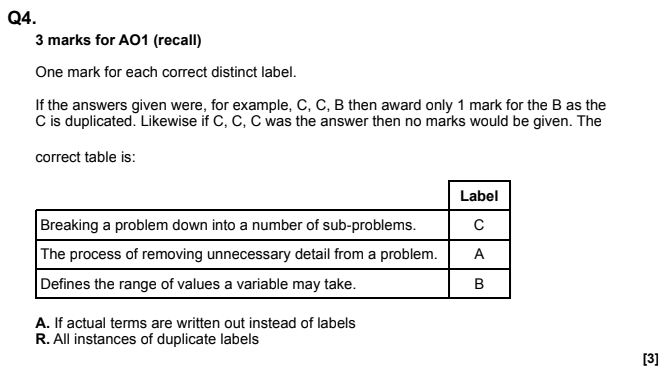 Q4.
3 marks for AO1 (recall)
One mark for each correct distinct label.
If the answers given were, for example, C, C, B then award only 1 mark for the B as the
C is duplicated. Likewise if C, C, C was the answer then no marks would be given. The
correct table is:
Label
Breaking a problem down into a number of sub-problems. C
The process of removing unnecessary detail from a problem. A
Defines the range of values a variable may take. B
A. If actual terms are written out instead of labels
R. All instances of duplicate labels
[3]